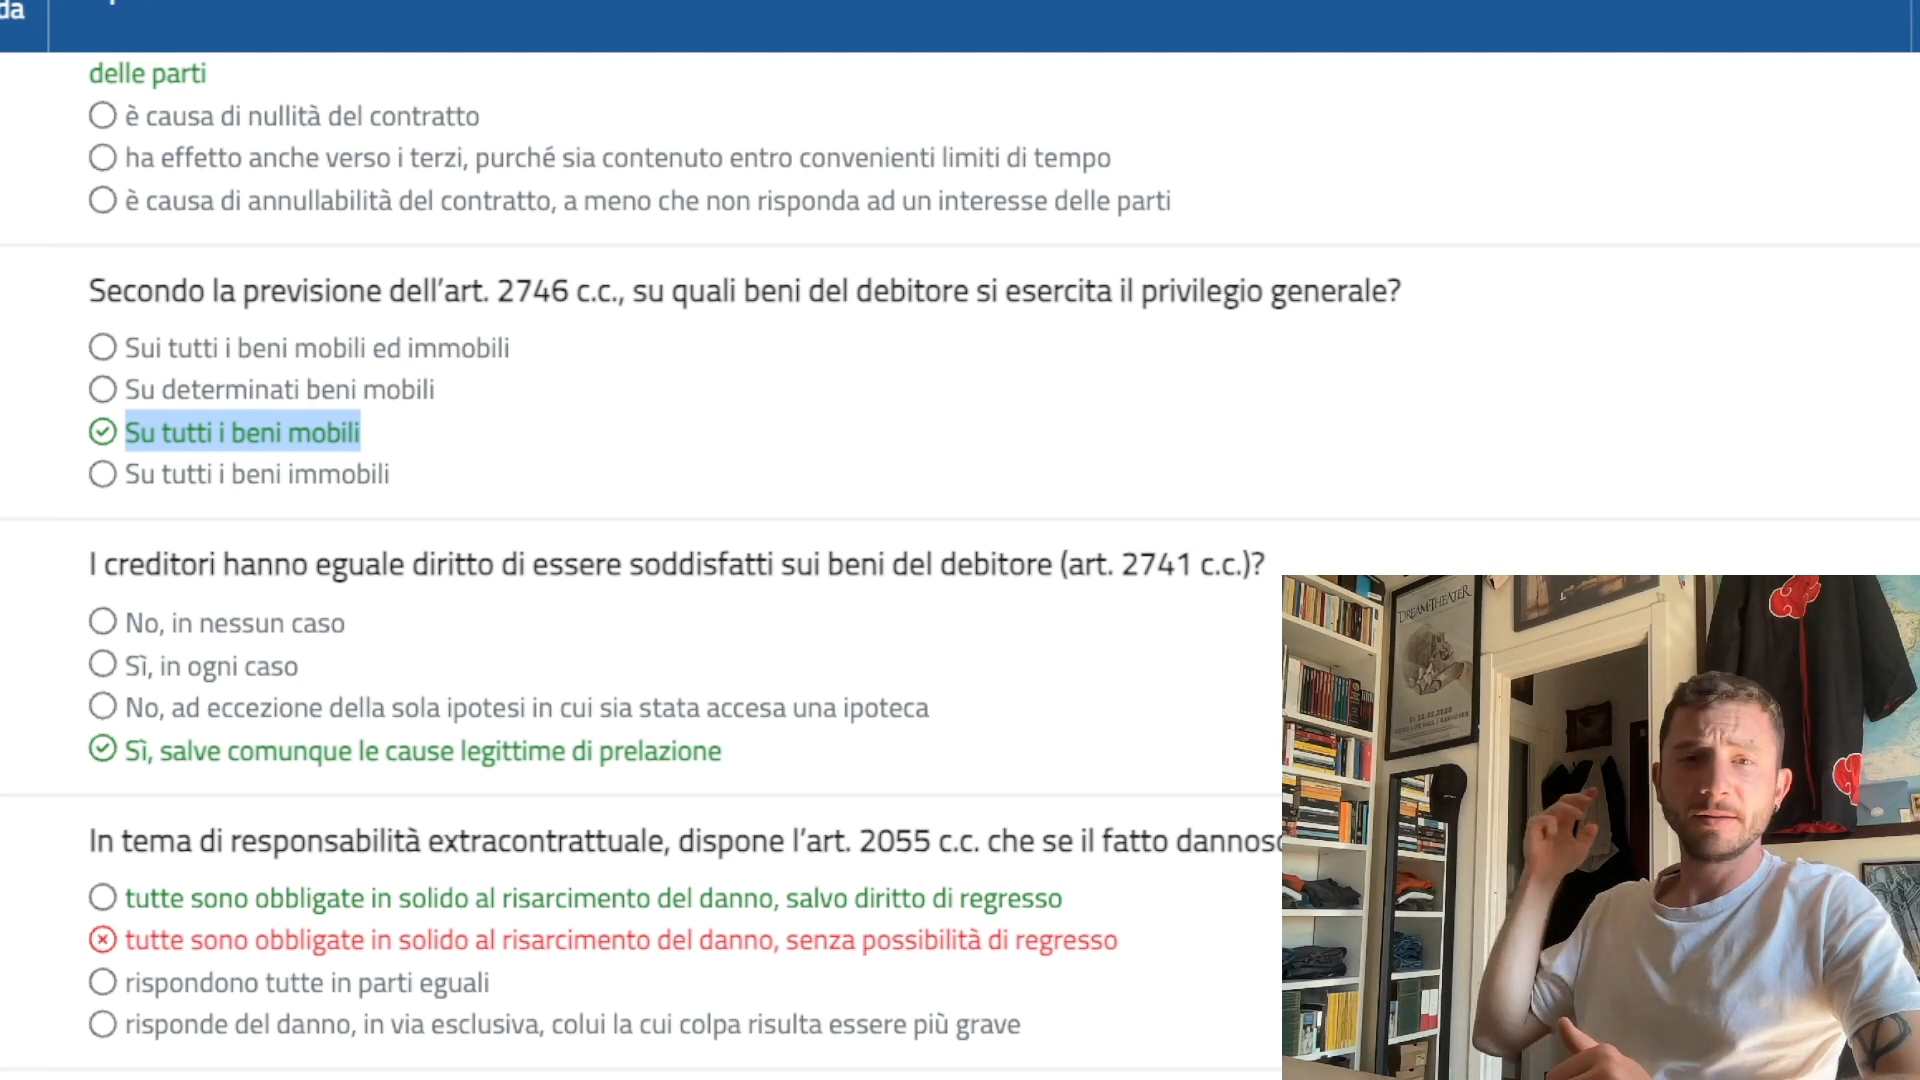 da
delle parti
è causa di nullità del contratto
ha effetto anche verso i terzi, purché sia contenuto entro convenienti limiti di tempo
è causa di annullabilità del contratto, a meno che non risponda ad un interesse delle parti
Secondo la previsione dell'art. 2746 c.c., su quali beni del debitore si esercita il privilegio generale?
Sui tutti i beni mobili ed immobili
Su determinati beni mobili
Su tutti i beni mobili
Su tutti i beni immobili
I creditori hanno eguale diritto di essere soddisfatti sui beni del debitore (art. 2741 c.c.)?
No, in nessun caso
Sì, in ogni caso
No, ad eccezione della sola ipotesi in cui sia stata accesa una ipoteca
Sì, salve comunque le cause legittime di prelazione
In tema di responsabilità extracontrattuale, dispone l'art. 2055 c.c. che se il fatto dannoso
tutte sono obbligate in solido al risarcimento del danno, salvo diritto di regresso
tutte sono obbligate in solido al risarcimento del danno, senza possibilità di regresso
rispondono tutte in parti eguali
risponde del danno, in via esclusiva, colui la cui colpa risulta essere più grave
DREAM THEATER